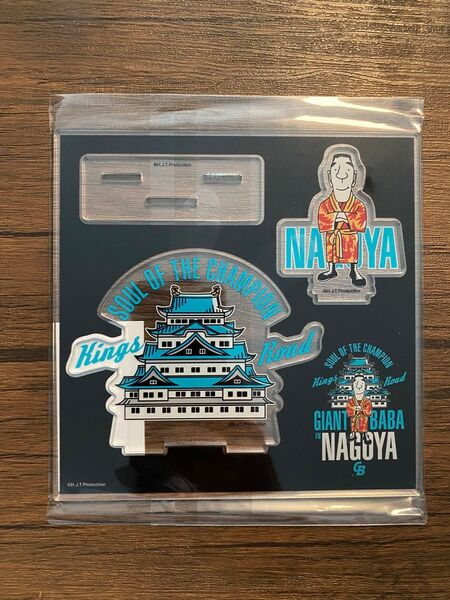 ©H.J.T.Production
NAGOYA
©H.J.T.Production
SOUL OF THE CHAMPION
Kings Road
©H.J.T.Production
SOUL OF THE CHAMPION
Kings Road
GIANT BABA
IN
NAGOYA
GB
©H.J.T.Production